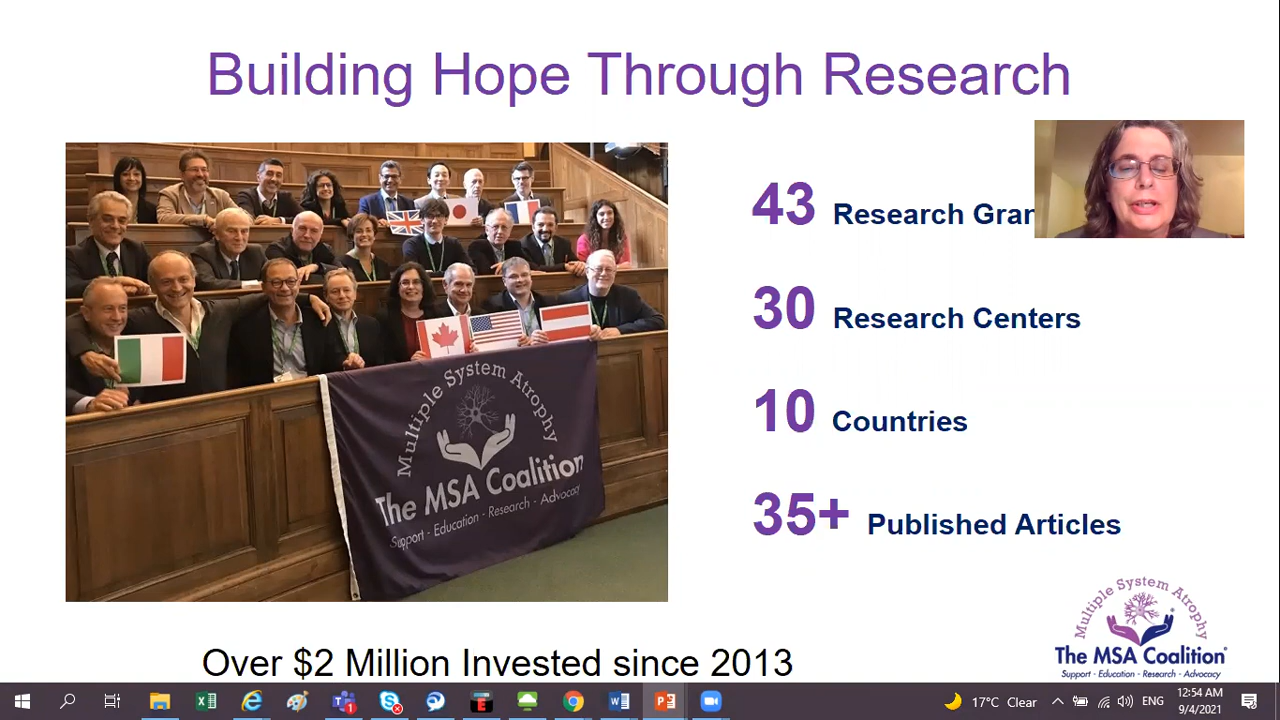 Building Hope Through Research
43 Research Gran
30 Research Centers
10 Countries
35+ Published Articles
Multiple System Atrophy
The MSA Coalition
Support - Education - Research - Advocacy
Over $2 Million Invested since 2013
Multiple System Atrophy
The MSA Coalition®
Support - Education - Research - Advocacy
17°C Clear
ENG
12:54 AM
9/4/2021